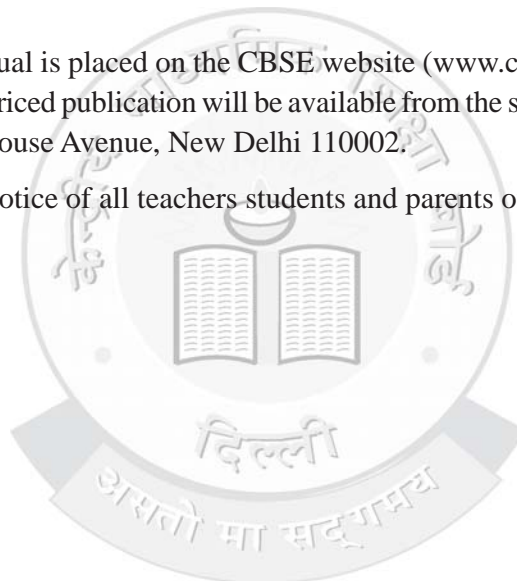 ual is placed on the CBSE website (www.c
riced publication will be available from the s
ouse Avenue, New Delhi 110002.
otice of all teachers students and parents o
केन्द्रीय माध्यमिक शिक्षा बोर्ड
दिल्ली
असतो मा सद्गमय